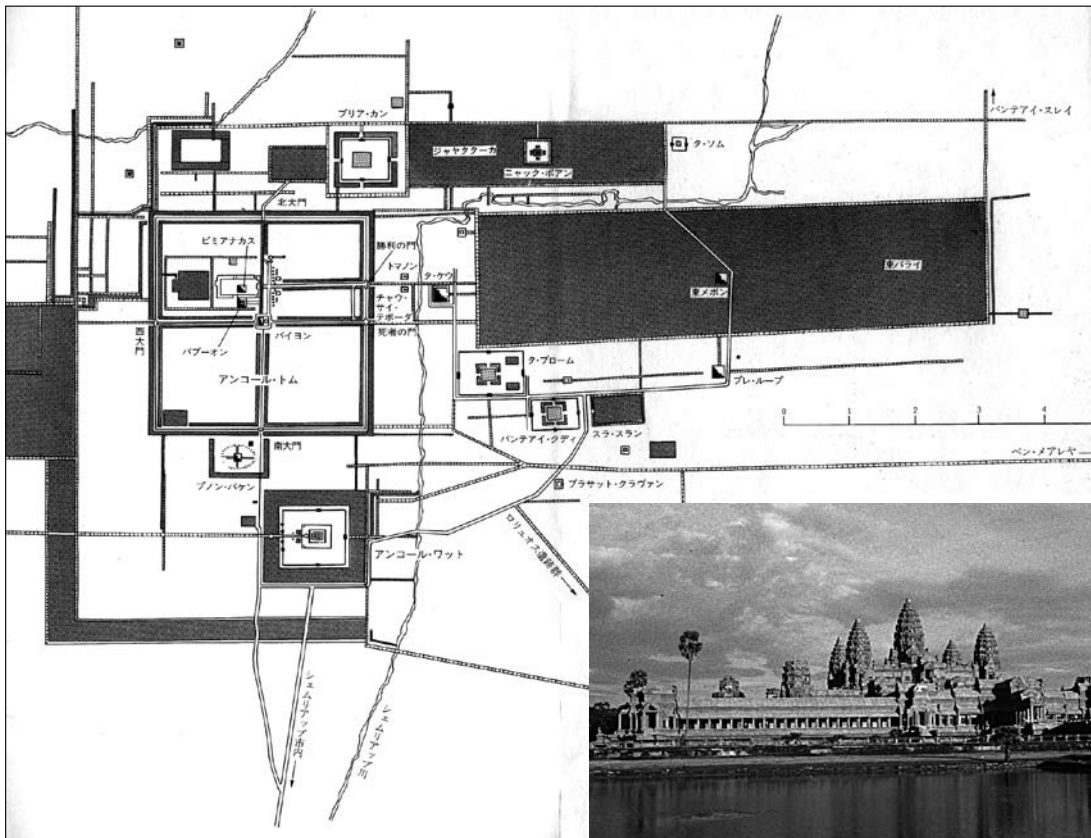 バンテアイ・スレイ
プリア・カン
ジャヤタターカ
ニャック・ポアン
タ・ソム
北大門
ピミアナカス
勝利の門
トマノン
タ・ケウ
チャウ・
サイ・
テボーダ
死者の門
東メボン
東バライ
西大門
バプーオン
バイヨン
アンコール・トム
タ・プローム
プレ・ループ
バンテアイ・クディ
スラ・スラン
0 1 2 3 4
南大門
プノン・バケン
ベン・メアレヤ
プラサット・クラヴァン
ロリュオス遺跡群
アンコール・ワット
シェムリアップ市内
シェムリアップ川